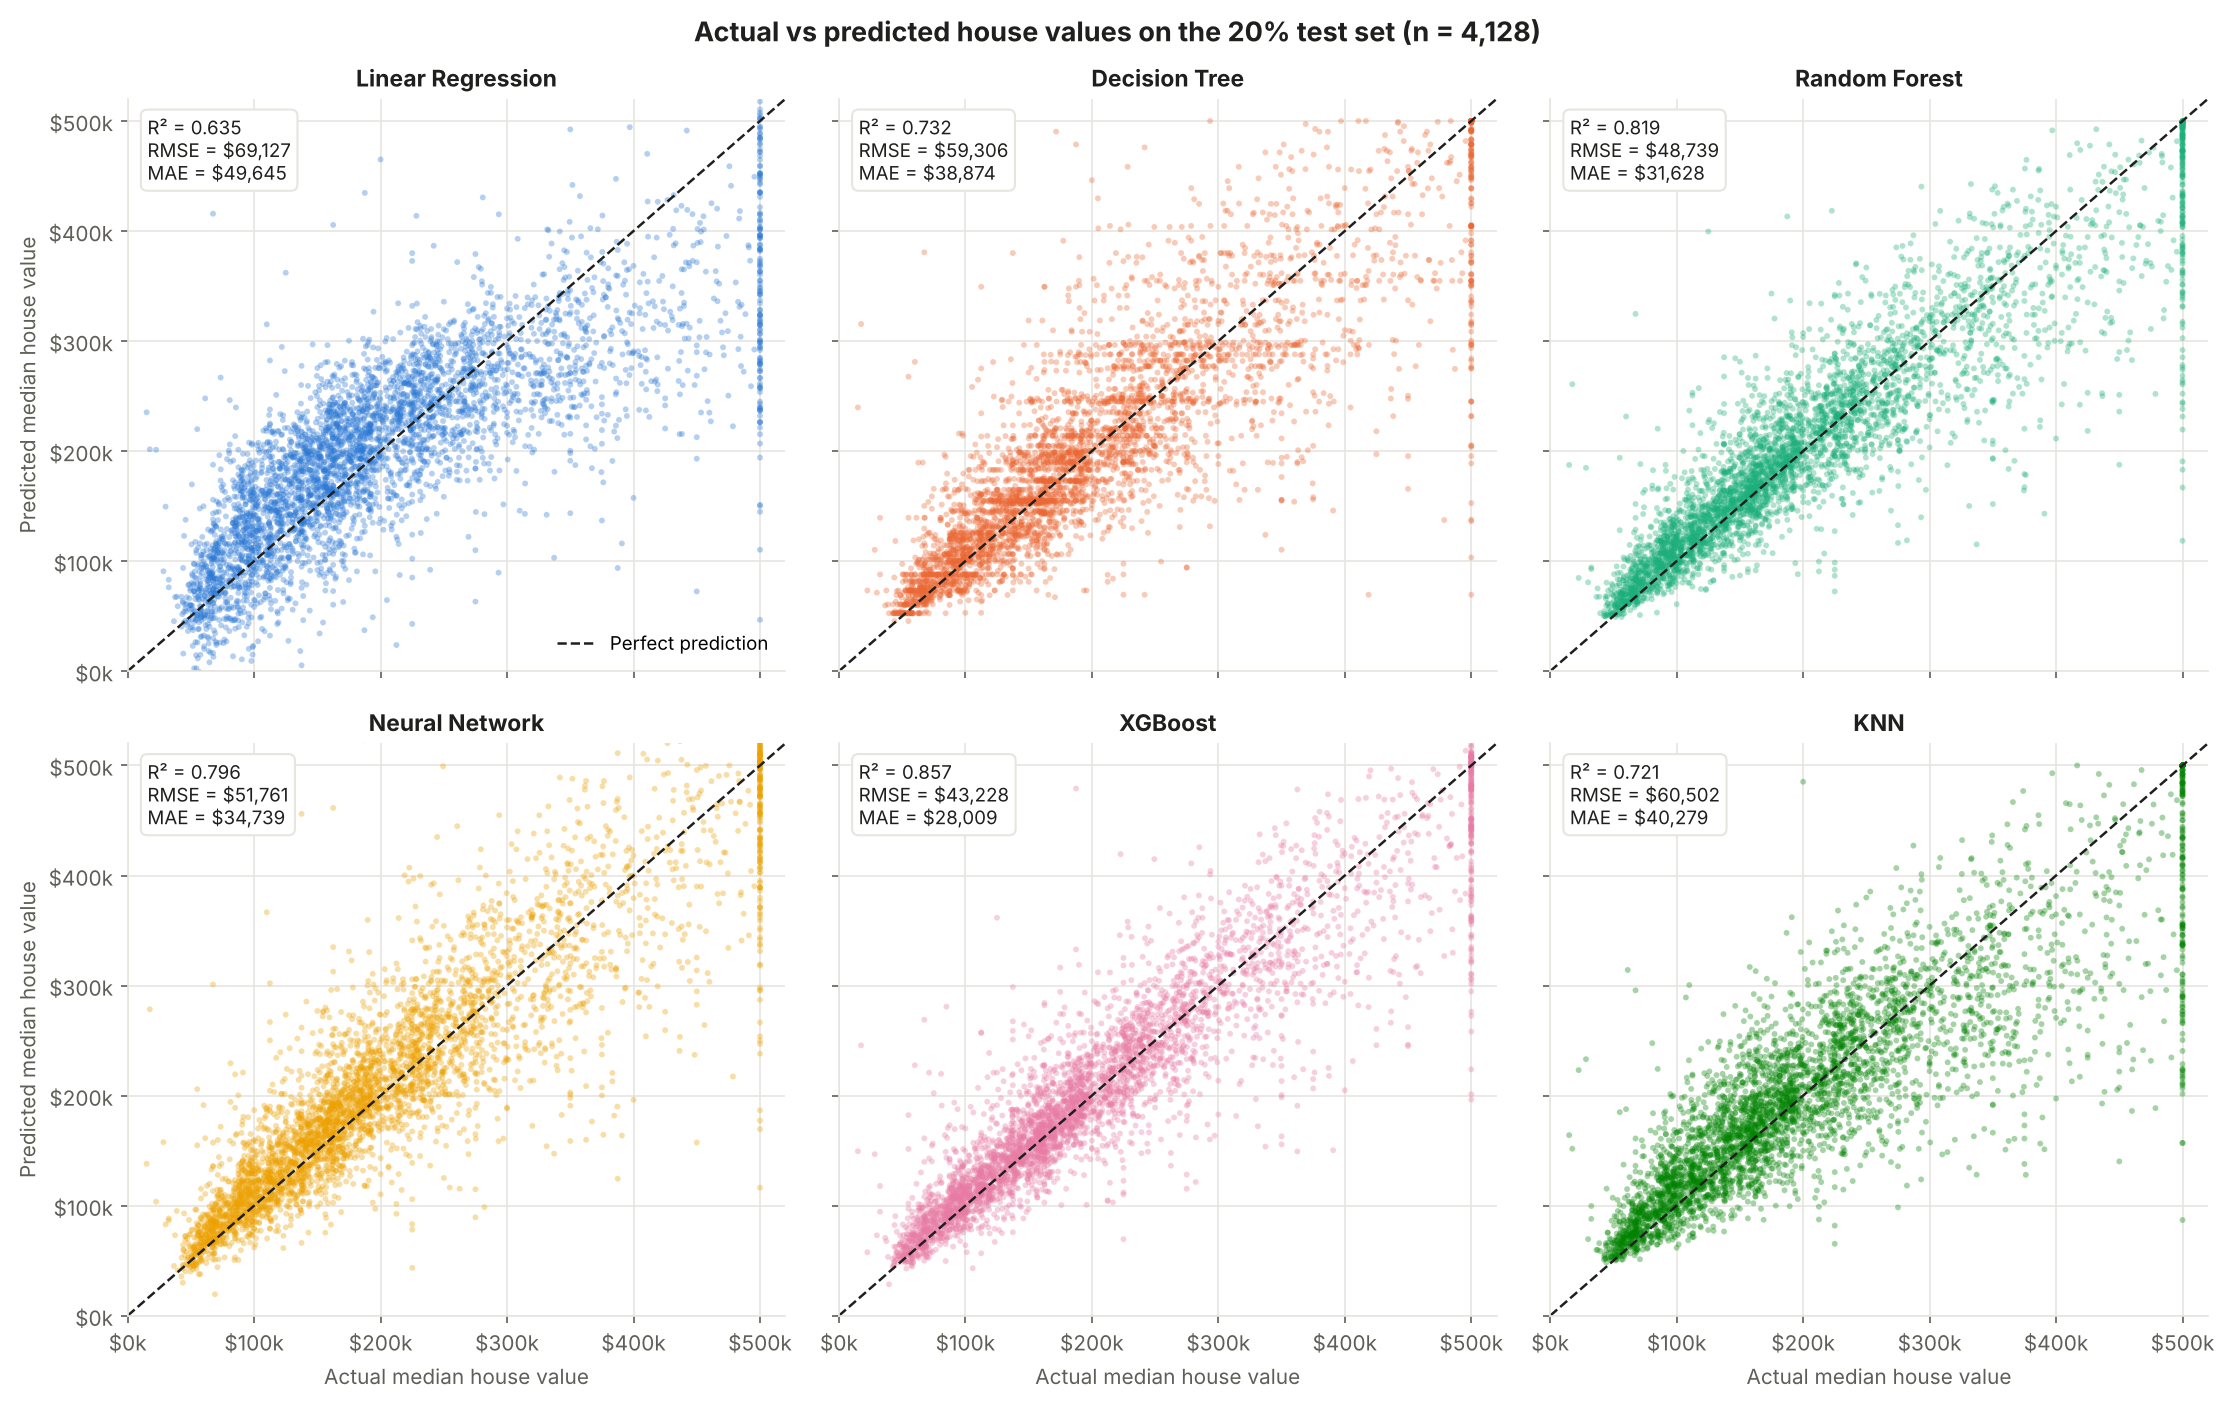 Actual vs predicted house values on the 20% test set (n = 4,128)
Linear Regression
R² = 0.635
RMSE = $69,127
MAE = $49,645
$500k
$400k
$300k
$200k
$100k
$0k
Predicted median house value
Perfect prediction
Decision Tree
R² = 0.732
RMSE = $59,306
MAE = $38,874
Random Forest
R² = 0.819
RMSE = $48,739
MAE = $31,628
Neural Network
R² = 0.796
RMSE = $51,761
MAE = $34,739
$500k
$400k
$300k
$200k
$100k
$0k
Predicted median house value
$0k $100k $200k $300k $400k $500k
Actual median house value
XGBoost
R² = 0.857
RMSE = $43,228
MAE = $28,009
$0k $100k $200k $300k $400k $500k
Actual median house value
KNN
R² = 0.721
RMSE = $60,502
MAE = $40,279
$0k $100k $200k $300k $400k $500k
Actual median house value